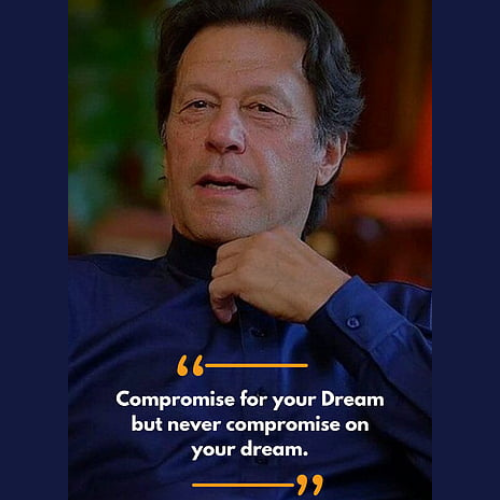 “
Compromise for your Dream
but never compromise on
your dream.
”